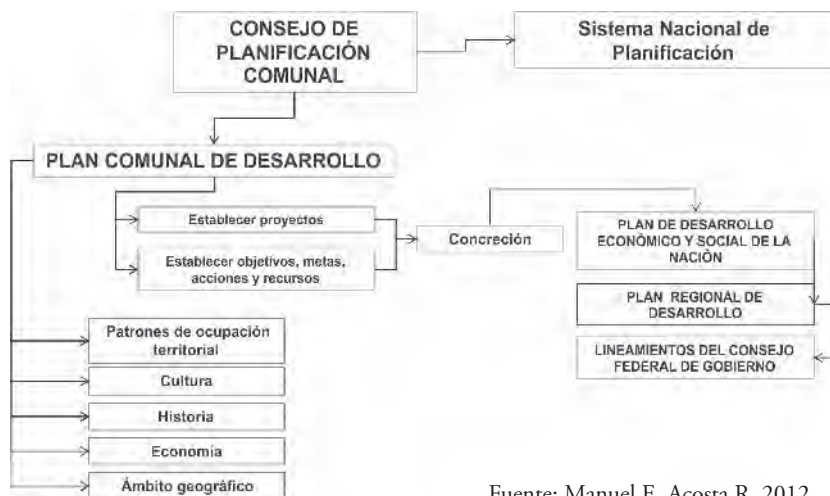 CONSEJO DE
PLANIFICACIÓN
COMUNAL
Sistema Nacional de
Planificación
PLAN COMUNAL DE DESARROLLO
Establecer proyectos
Establecer objetivos, metas,
acciones y recursos
Concreción
PLAN DE DESARROLLO
ECONÒMICO Y SOCIAL DE LA
NACIÒN
PLAN REGIONAL DE
DESARROLLO
LINEAMIENTOS DEL CONSEJO
FEDERAL DE GOBIERNO
Patrones de ocupación
territorial
Cultura
Historia
Economía
Ámbito geográfico
Fuente: Manuel E. Acosta R. 2012